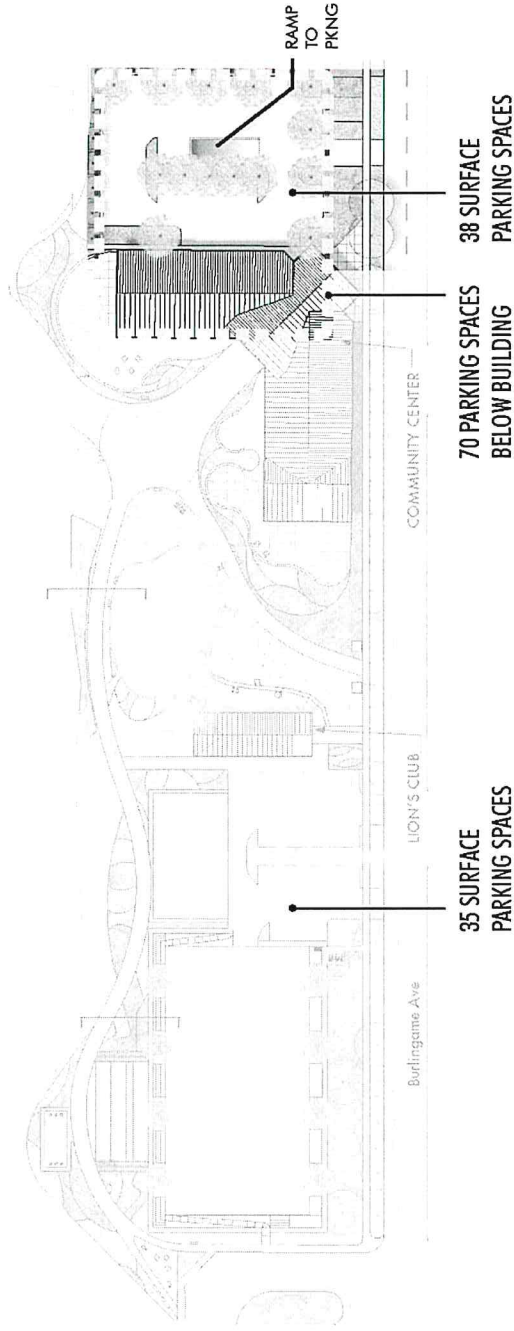 RAMP
TO
PKNG
COMMUNITY CENTER
LION'S CLUB
Burlingame Ave
38 SURFACE
PARKING SPACES
70 PARKING SPACES
BELOW BUILDING
35 SURFACE
PARKING SPACES